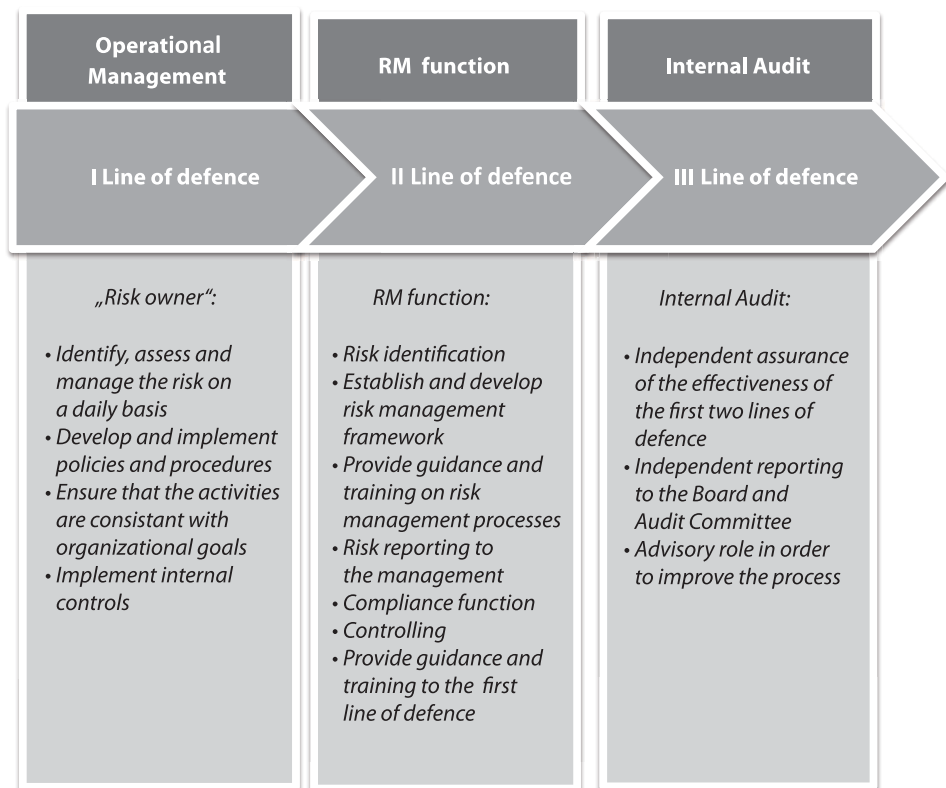 Operational
Management
RM function
Internal Audit
I Line of defence
II Line of defence
III Line of defence
„Risk owner“:
• Identify, assess and
manage the risk on
a daily basis
• Develop and implement
policies and procedures
• Ensure that the activities
are consistant with
organizational goals
• Implement internal
controls
RM function:
• Risk identification
• Establish and develop
risk management
framework
• Provide guidance and
training on risk
management processes
• Risk reporting to
the management
• Compliance function
• Controlling
• Provide guidance and
training to the first
line of defence
Internal Audit:
• Independent assurance
of the effectiveness of
the first two lines of
defence
• Independent reporting
to the Board and
Audit Committee
• Advisory role in order
to improve the process